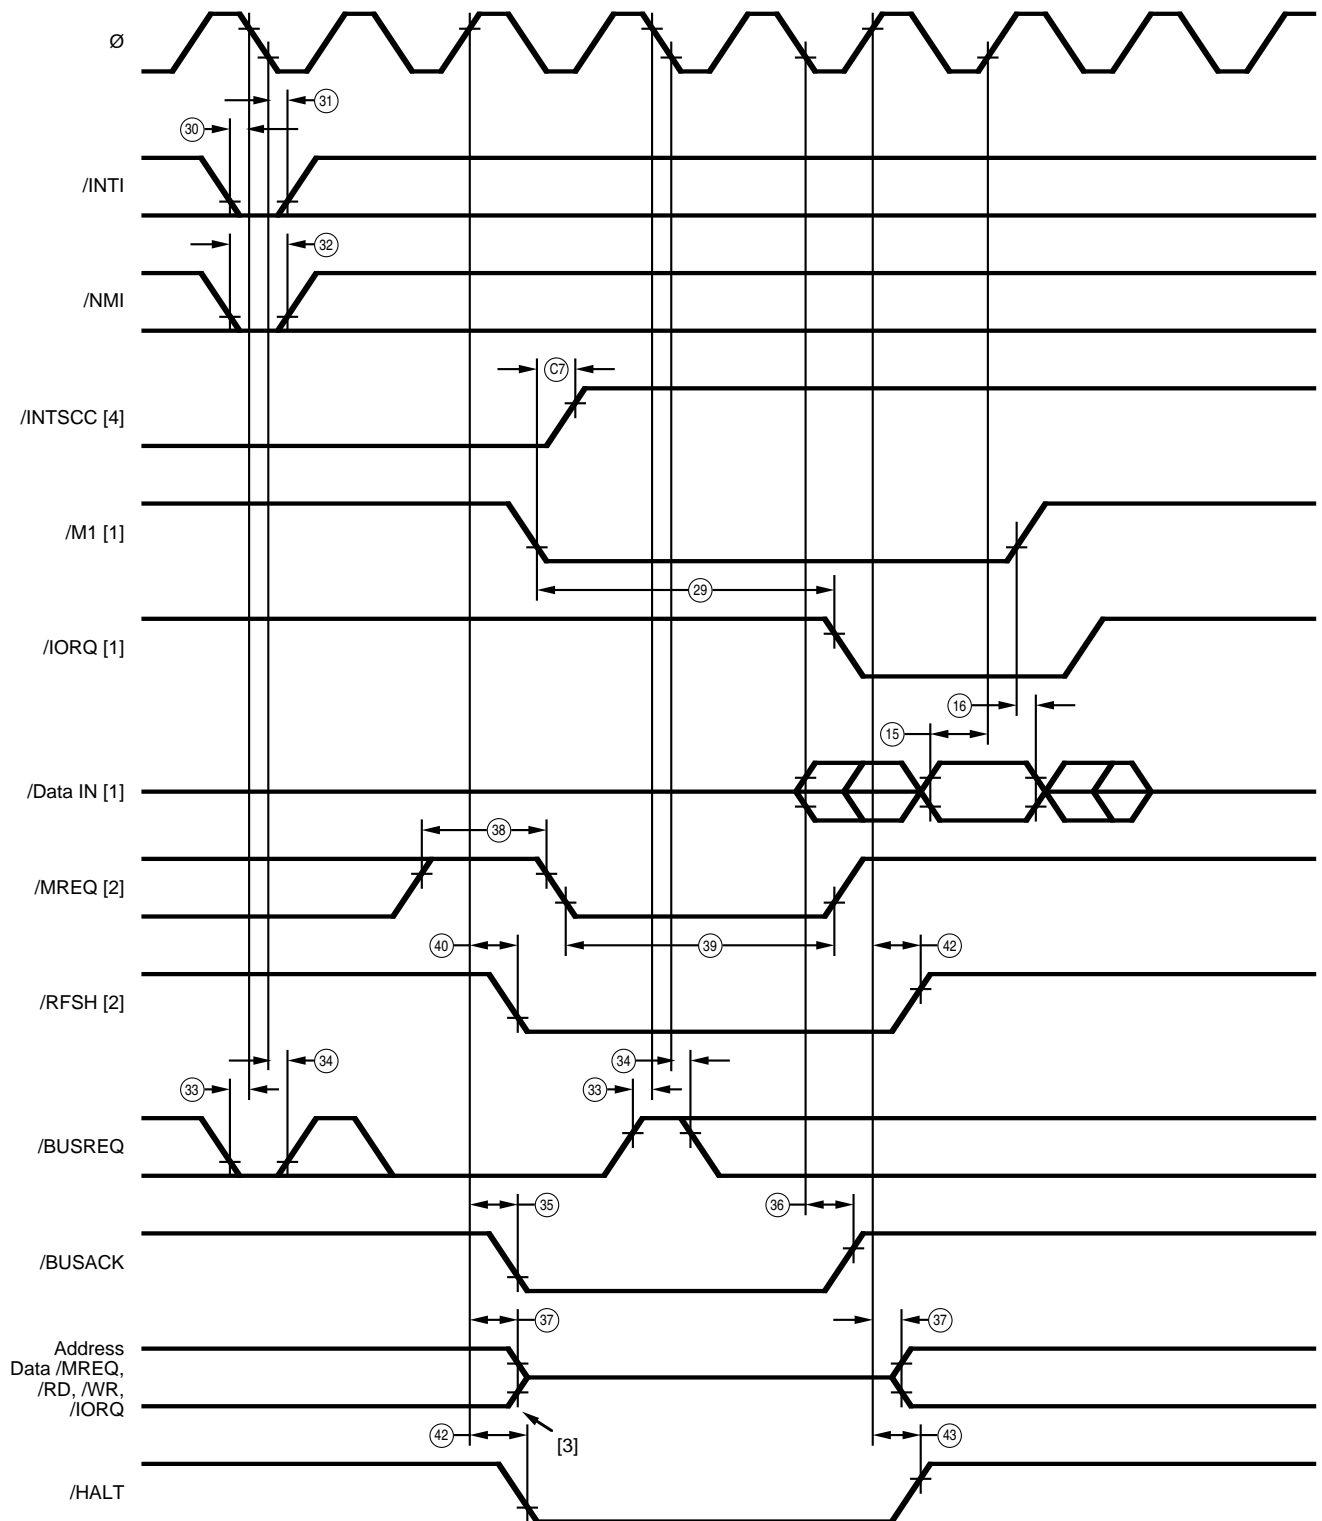 Ø
31
30
/INTI
32
/NMI
C7
/INTSCC [4]
/M1 [1]
29
/IORQ [1]
16
15
/Data IN [1]
38
/MREQ [2]
40
39
42
/RFSH [2]
34
34
33
33
/BUSREQ
35
36
/BUSACK
37
37
Address
Data /MREQ,
/RD, /WR,
/IORQ
42
[3]
43
/HALT